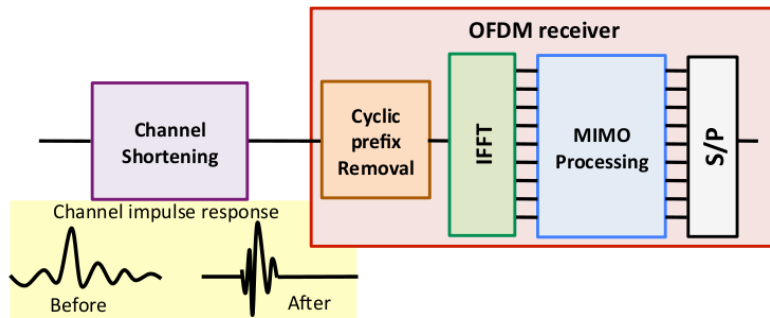 OFDM receiver
Channel
Shortening
Cyclic
prefix
Removal
IFFT
MIMO
Processing
S/P
Channel impulse response
Before
After